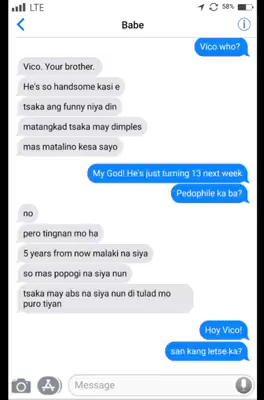 LTE
58%
Babe
Vico who?
Vico. Your brother.
He's so handsome kasi e
tsaka ang funny niya din
matangkad tsaka may dimples
mas matalino kesa sayo
My God! He's just turning 13 next week
Pedophile ka ba?
no
pero tingnan mo ha
5 years from now malaki na siya
so mas popogi na siya nun
tsaka may abs na siya nun di tulad mo
puro tiyan
Hoy Vico!
san kang letse ka?
Message